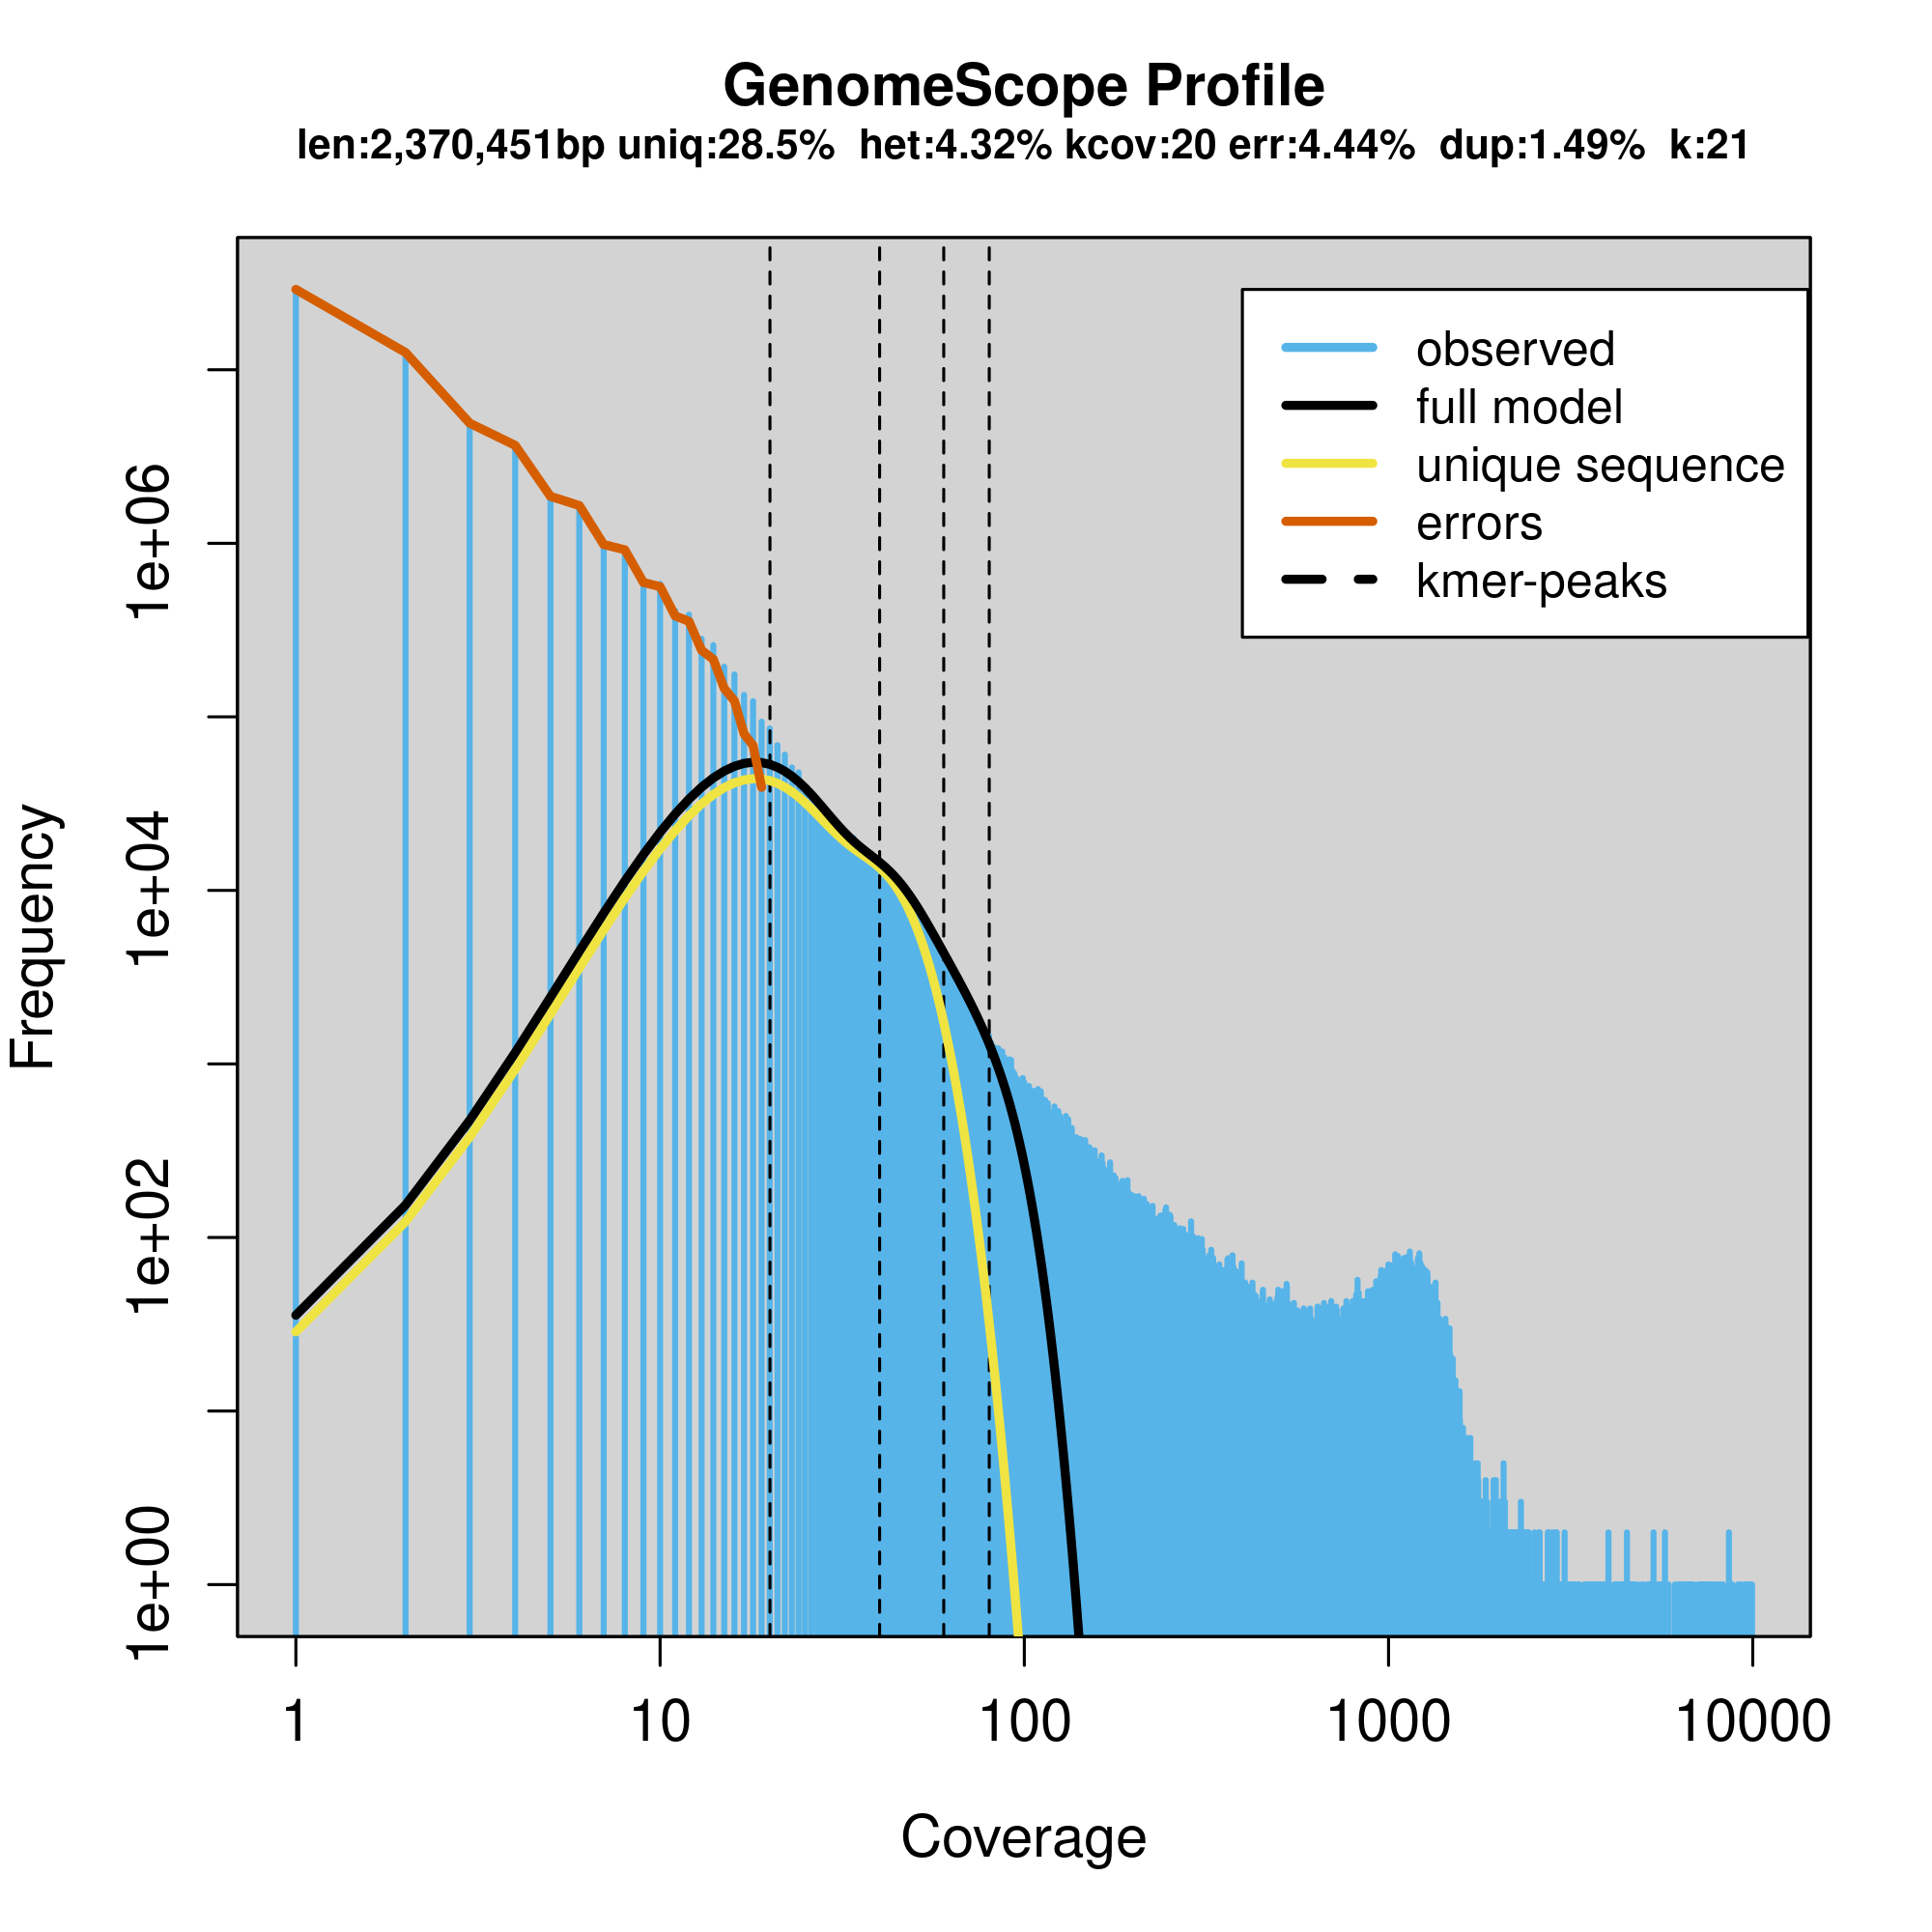 GenomeScope Profile
len:2,370,451bp uniq:28.5% het:4.32% kcov:20 err:4.44% dup:1.49% k:21
observed
full model
unique sequence
errors
kmer-peaks
Frequency
1e+06
1e+04
1e+02
1e+00
1 10 100 1000 10000
Coverage